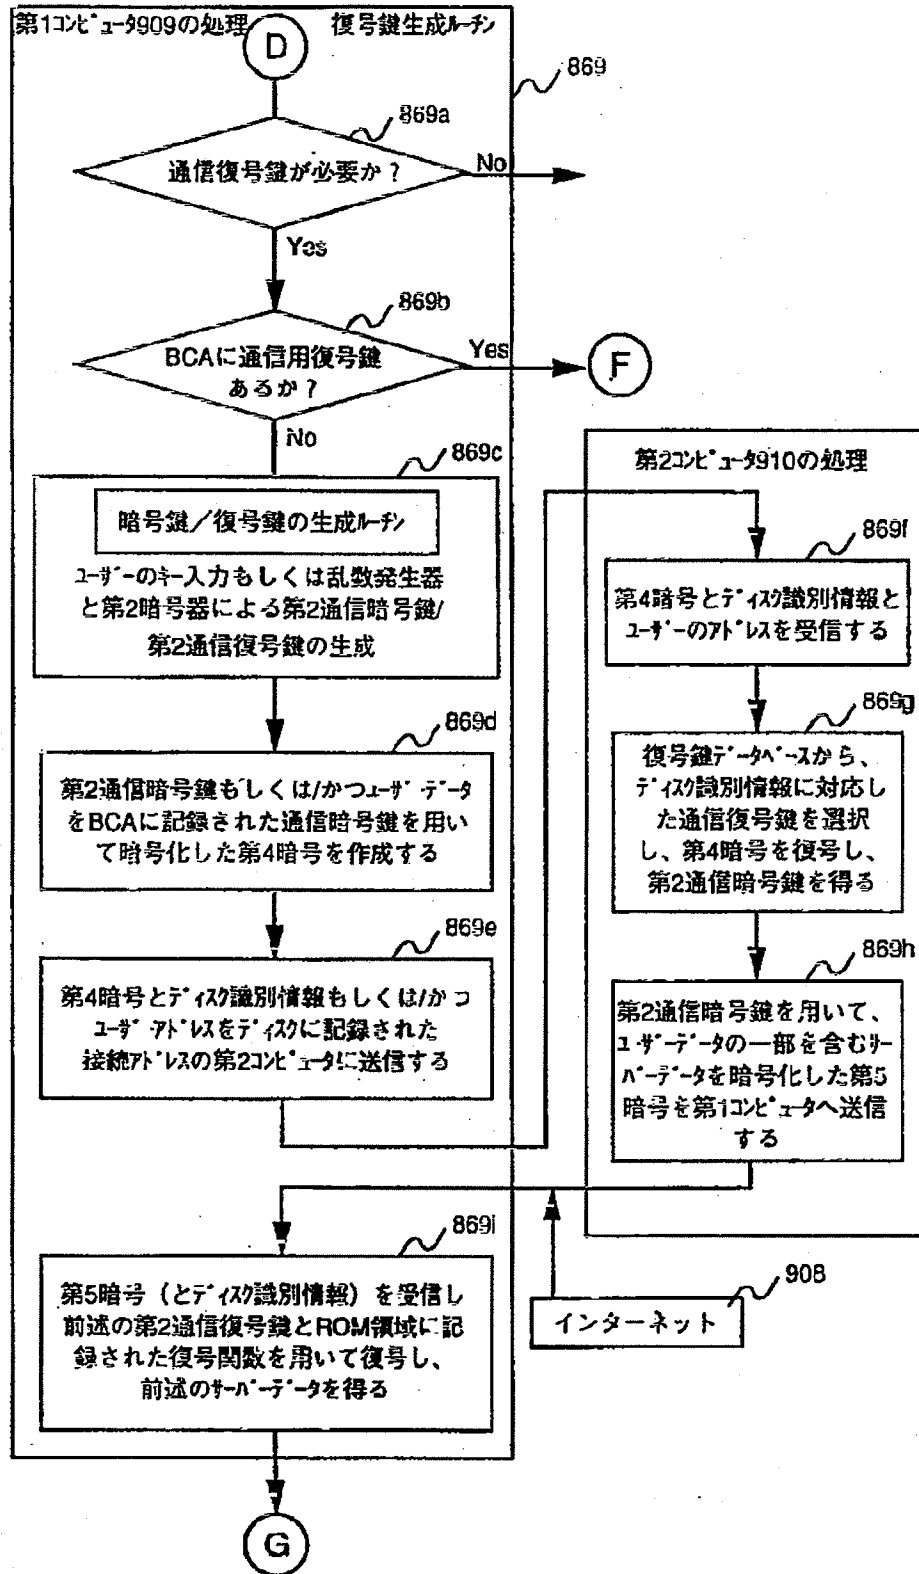 第1コンピュータ909の処理 復号鍵生成ルーチン
D
869
869a
通信復号鍵が必要か？
No
Yes
869b
BCAに通信用復号鍵
あるか？
Yes
F
No
869c
暗号鍵／復号鍵の生成ルーチン
ユーザーのキー入力もしくは乱数発生器
と第2暗号器による第2通信暗号鍵/
第2通信復号鍵の生成
869d
第2通信暗号鍵もしくは/かつユーザーデータ
をBCAに記録された通信暗号鍵を用い
て暗号化した第4暗号を作成する
869e
第4暗号とディスク識別情報もしくは/かつ
ユーザーアドレスをディスクに記録された
接続アドレスの第2コンピュータに送信する
第2コンピュータ910の処理
869f
第4暗号とディスク識別情報と
ユーザーのアドレスを受信する
869g
復号鍵データベースから、
ディスク識別情報に対応し
た通信復号鍵を選択
し、第4暗号を復号し、
第2通信暗号鍵を得る
869h
第2通信暗号鍵を用いて、
ユーザーデータの一部を含むサー
バーデータを暗号化した第5
暗号を第1コンピュータへ送信
する
869i
第5暗号（とディスク識別情報）を受信し
前述の第2通信復号鍵とROM領域に記
録された復号関数を用いて復号し、
前述のサーバーデータを得る
908
インターネット
G